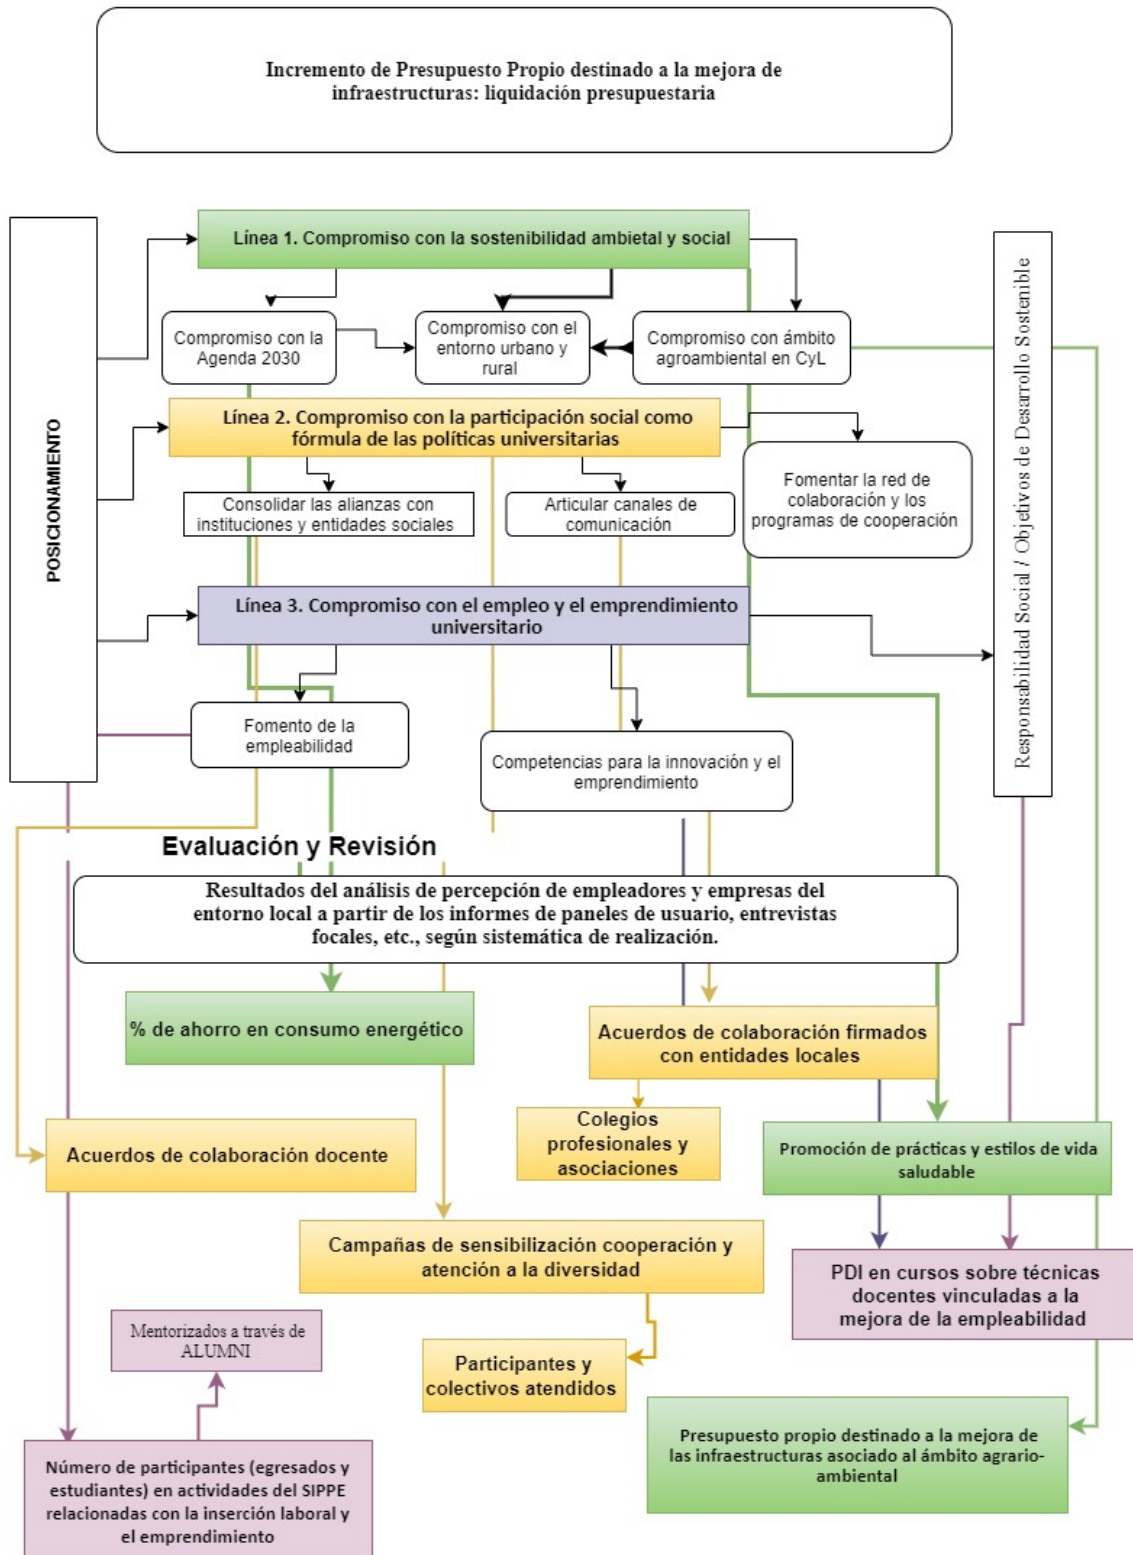 Incremento de Presupuesto Propio destinado a la mejora de
infraestructuras: liquidación presupuestaria
POSICIONAMIENTO
Línea 1. Compromiso con la sostenibilidad ambietal y social
Responsabilidad Social / Objetivos de Desarrollo Sostenible
Compromiso con la
Agenda 2030
Compromiso con el
entorno urbano y
rural
Compromiso con ámbito
agroambiental en CyL
Línea 2. Compromiso con la participación social como
fórmula de las políticas universitarias
Consolidar las alianzas con
instituciones y entidades sociales
Articular canales de
comunicación
Fomentar la red de
colaboración y los
programas de cooperación
Línea 3. Compromiso con el empleo y el emprendimiento
universitario
Fomento de la
empleabilidad
Competencias para la innovación y el
emprendimiento
Evaluación y Revisión
Resultados del análisis de percepción de empleadores y empresas del
entorno local a partir de los informes de paneles de usuario, entrevistas
focales, etc., según sistemática de realización.
% de ahorro en consumo energético
Acuerdos de colaboración firmados
con entidades locales
Colegios
profesionales y
asociaciones
Acuerdos de colaboración docente
Promoción de prácticas y estilos de vida
saludable
Campañas de sensibilización cooperación y
atención a la diversidad
PDI en cursos sobre técnicas
docentes vinculadas a la
mejora de la empleabilidad
Mentorizados a través de
ALUMNI
Participantes y
colectivos atendidos
Presupuesto propio destinado a la mejora de
las infraestructuras asociado al ámbito agrario-
ambiental
Número de participantes (egresados y
estudiantes) en actividades del SIPPE
relacionadas con la inserción laboral y
el emprendimiento